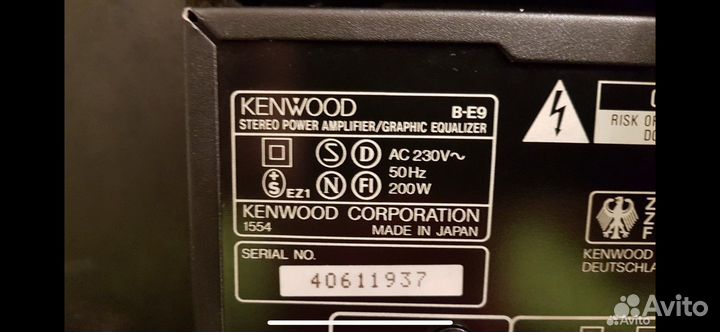 KENWOOD B-E9
STEREO POWER AMPLIFIER/GRAPHIC EQUALIZER
S D AC 230V~
50Hz
+S EZ1 N FI 200W
KENWOOD CORPORATION
1554 MADE IN JAPAN
SERIAL NO.
40611937
RISK OF
KENWOOD
DEUTSCHLA
Avito